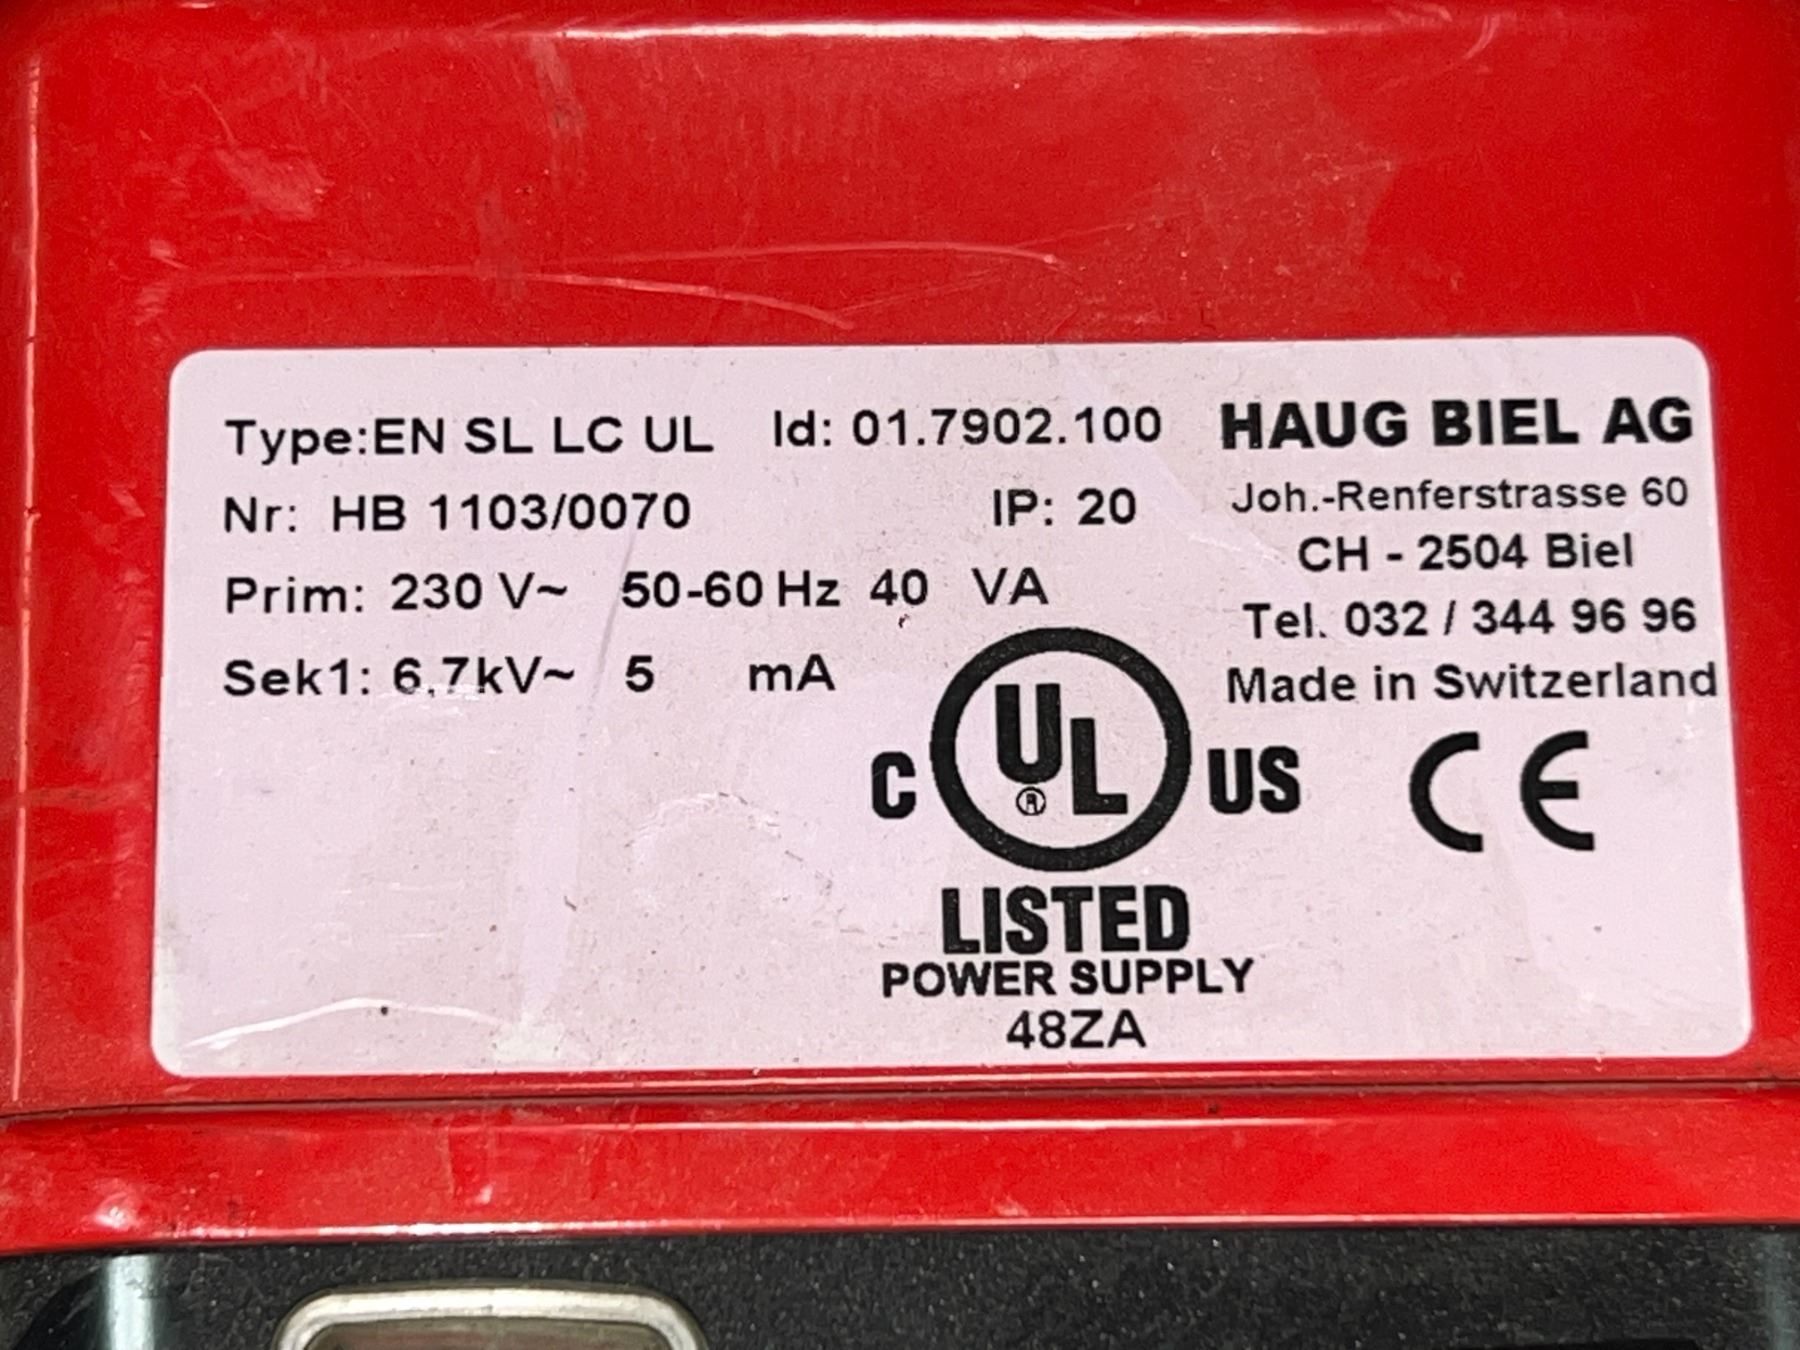 Type:EN SL LC UL Id: 01.7902.100
Nr: HB 1103/0070 IP: 20
Prim: 230 V~ 50-60 Hz 40 VA
Sek1: 6.7kV~ 5 mA
HAUG BIEL AG
Joh.-Renferstrasse 60
CH - 2504 Biel
Tel. 032 / 344 96 96
Made in Switzerland
C UL ® US
CE
LISTED
POWER SUPPLY
48ZA